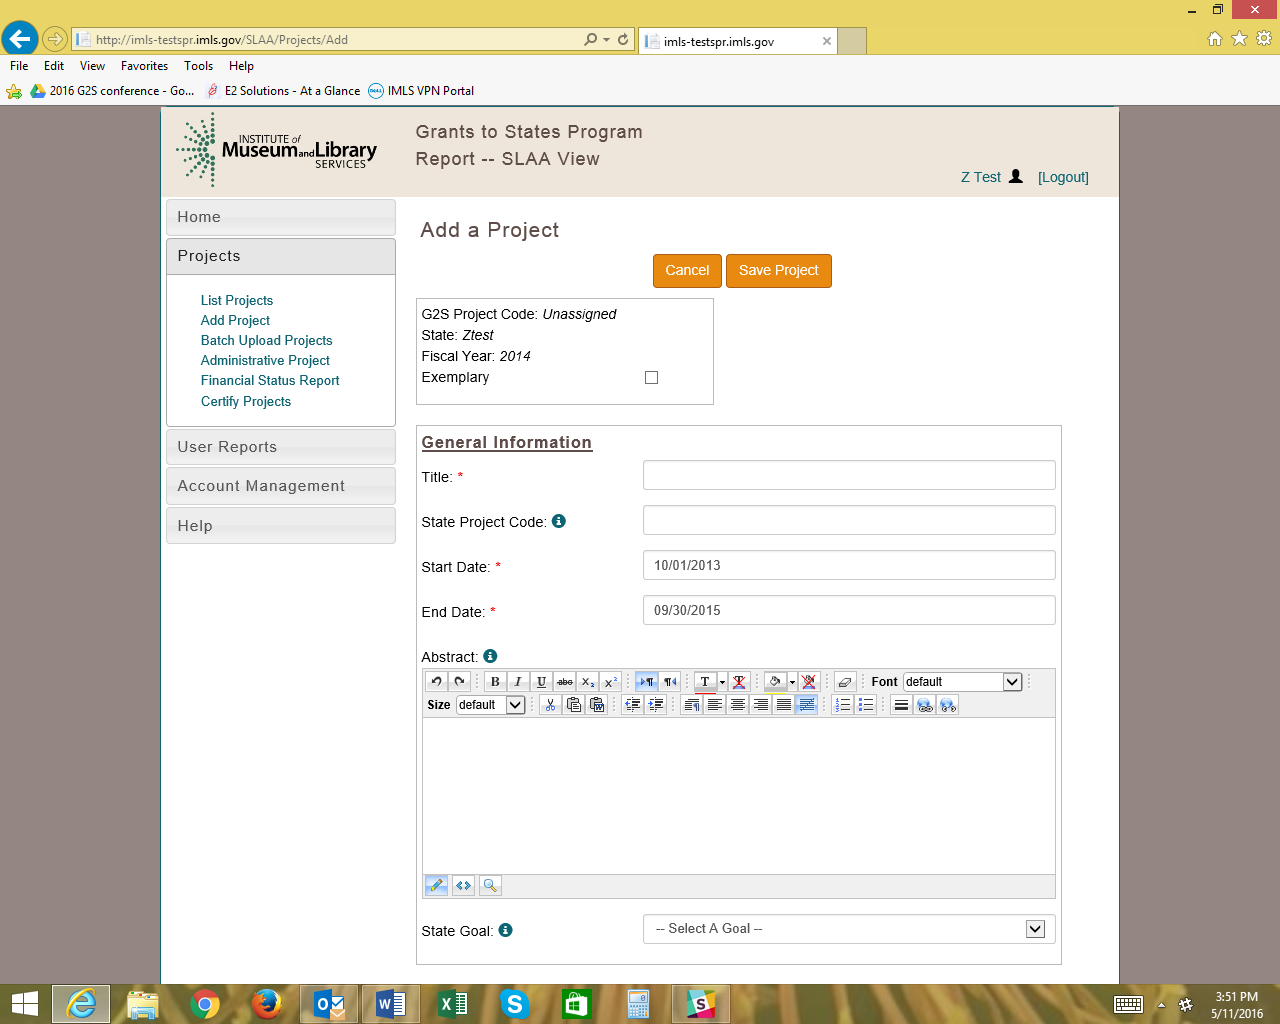 http://imls-testspr.imls.gov/SLAA/Projects/Add
imls-testspr.imls.gov
File Edit View Favorites Tools Help
2016 G2S conference - Go... E2 Solutions - At a Glance IMLS VPN Portal
INSTITUTE of
Museum and Library
SERVICES
Grants to States Program
Report -- SLAA View
Z Test [Logout]
Home
Projects
List Projects
Add Project
Batch Upload Projects
Administrative Project
Financial Status Report
Certify Projects
User Reports
Account Management
Help
Add a Project
Cancel Save Project
G2S Project Code: Unassigned
State: Ztest
Fiscal Year: 2014
Exemplary
General Information
Title: *
State Project Code:
Start Date: * 10/01/2013
End Date: * 09/30/2015
Abstract:
Font default
Size default
State Goal: -- Select A Goal --
3:51 PM
5/11/2016